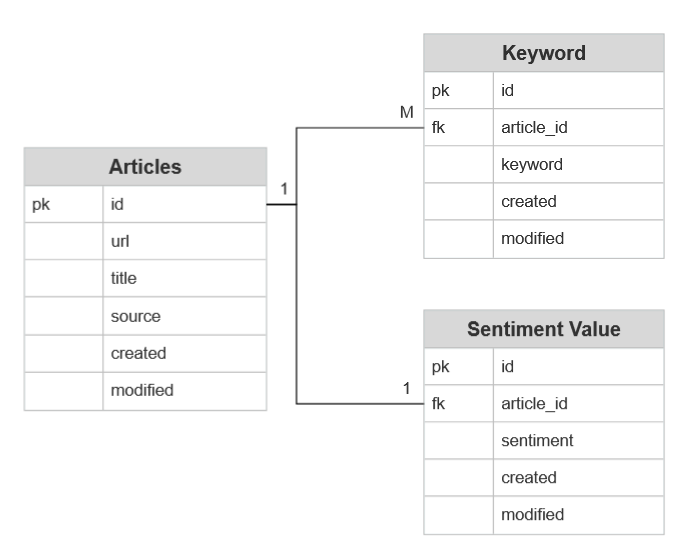 Articles
pk id
url
title
source
created
modified
1
M
Keyword
pk id
fk article_id
keyword
created
modified
1
Sentiment Value
pk id
fk article_id
sentiment
created
modified